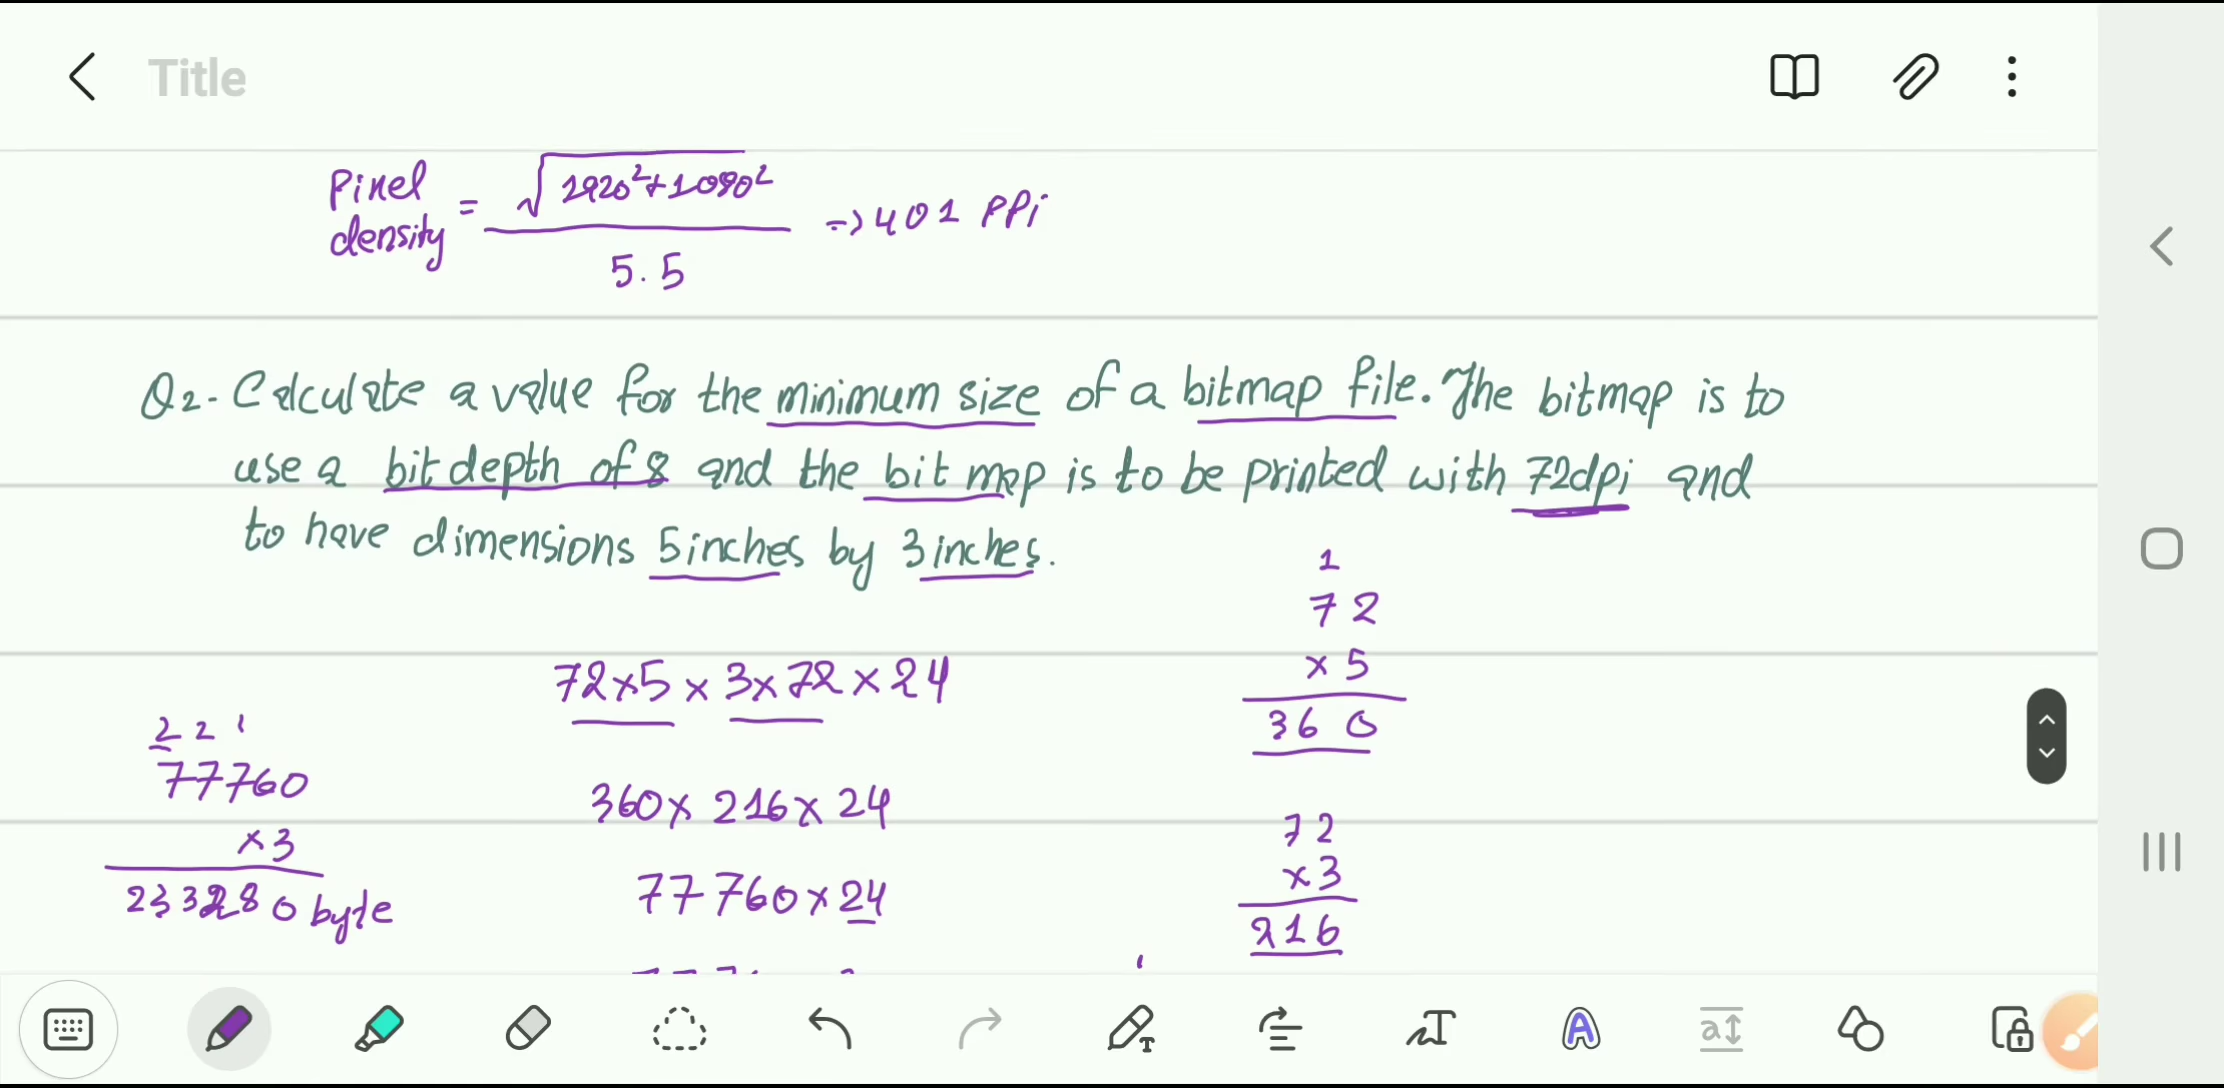 Title
Pixel density = √1920²+1080² / 5.5 → 401 PPi
Q2- Calculate a value for the minimum size of a bitmap file. The bitmap is to
use a bit depth of 8 and the bit map is to be printed with 72dpi and
to have dimensions 5inches by 3inches.
1
72
×5
360
72×5 × 3×72 × 24
2 2 1
77760
×3
233280 byte
360× 216× 24
77760×24
72
×3
216